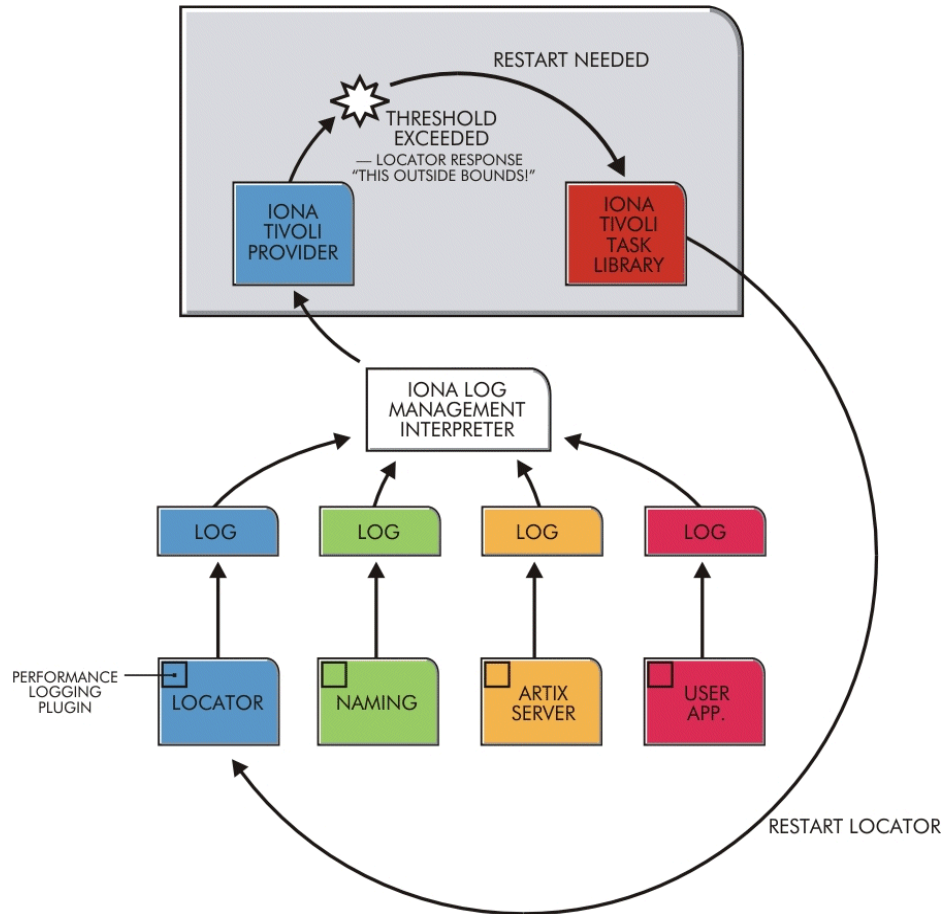 RESTART NEEDED
THRESHOLD
EXCEEDED
— LOCATOR RESPONSE
“THIS OUTSIDE BOUNDS!”
IONA
TIVOLI
PROVIDER
IONA
TIVOLI
TASK
LIBRARY
IONA LOG
MANAGEMENT
INTERPRETER
LOG
LOG
LOG
LOG
PERFORMANCE
LOGGING
PLUGIN
LOCATOR
NAMING
ARTIX
SERVER
USER
APP.
RESTART LOCATOR